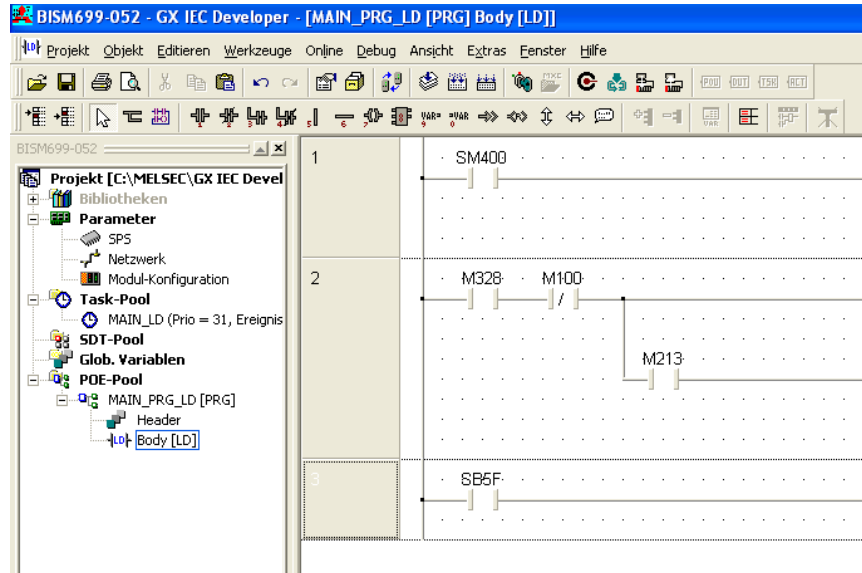 BISM699-052 - GX IEC Developer - [MAIN_PRG_LD [PRG] Body [LD]]
Projekt Objekt Editieren Werkzeuge Online Debug Ansicht Extras Fenster Hilfe
BISM699-052
Projekt [C:\MELSEC\GX IEC Devel
Bibliotheken
Parameter
SPS
Netzwerk
Modul-Konfiguration
Task-Pool
MAIN_LD (Prio = 31, Ereignis
SDT-Pool
Glob. Variablen
POE-Pool
MAIN_PRG_LD [PRG]
Header
Body [LD]
1
SM400
2
M328 M100
M213
3
SB5F